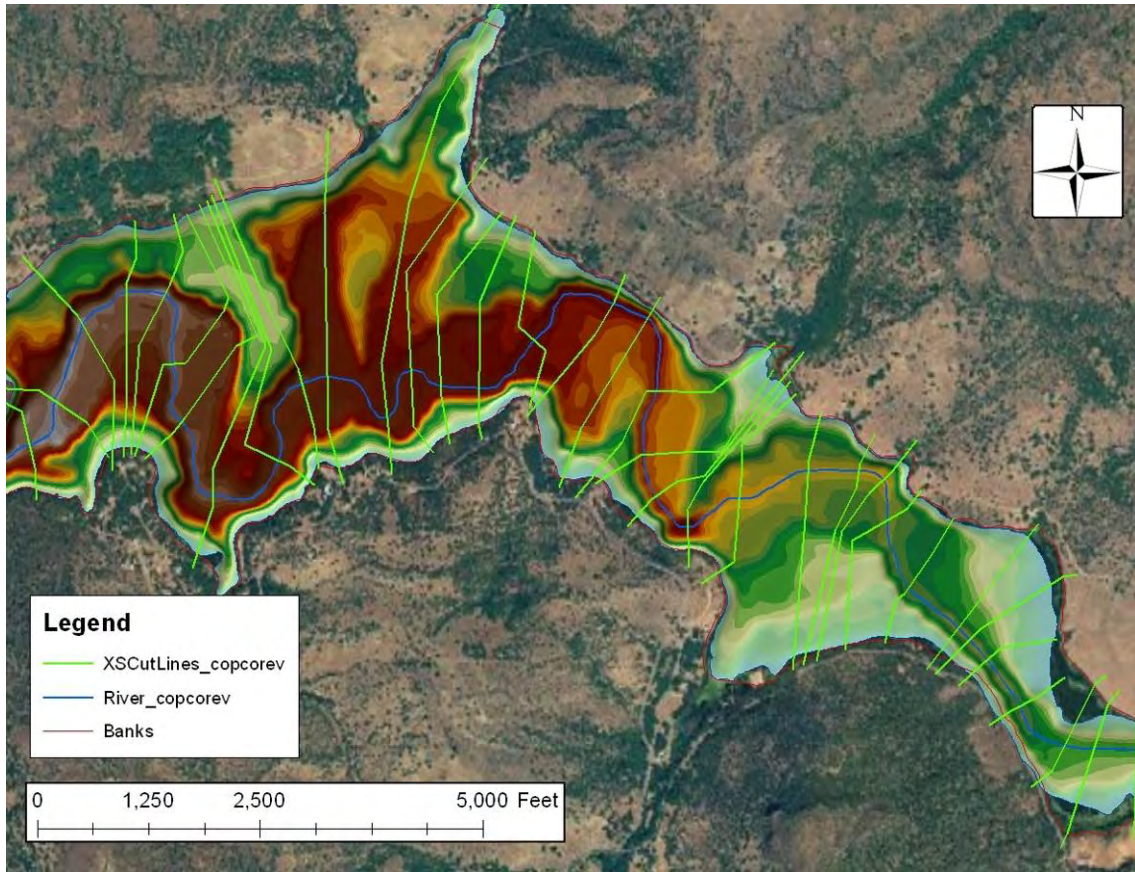 N
Legend
XSCutLines_copcorev
River_copcorev
Banks
0 1,250 2,500 5,000 Feet